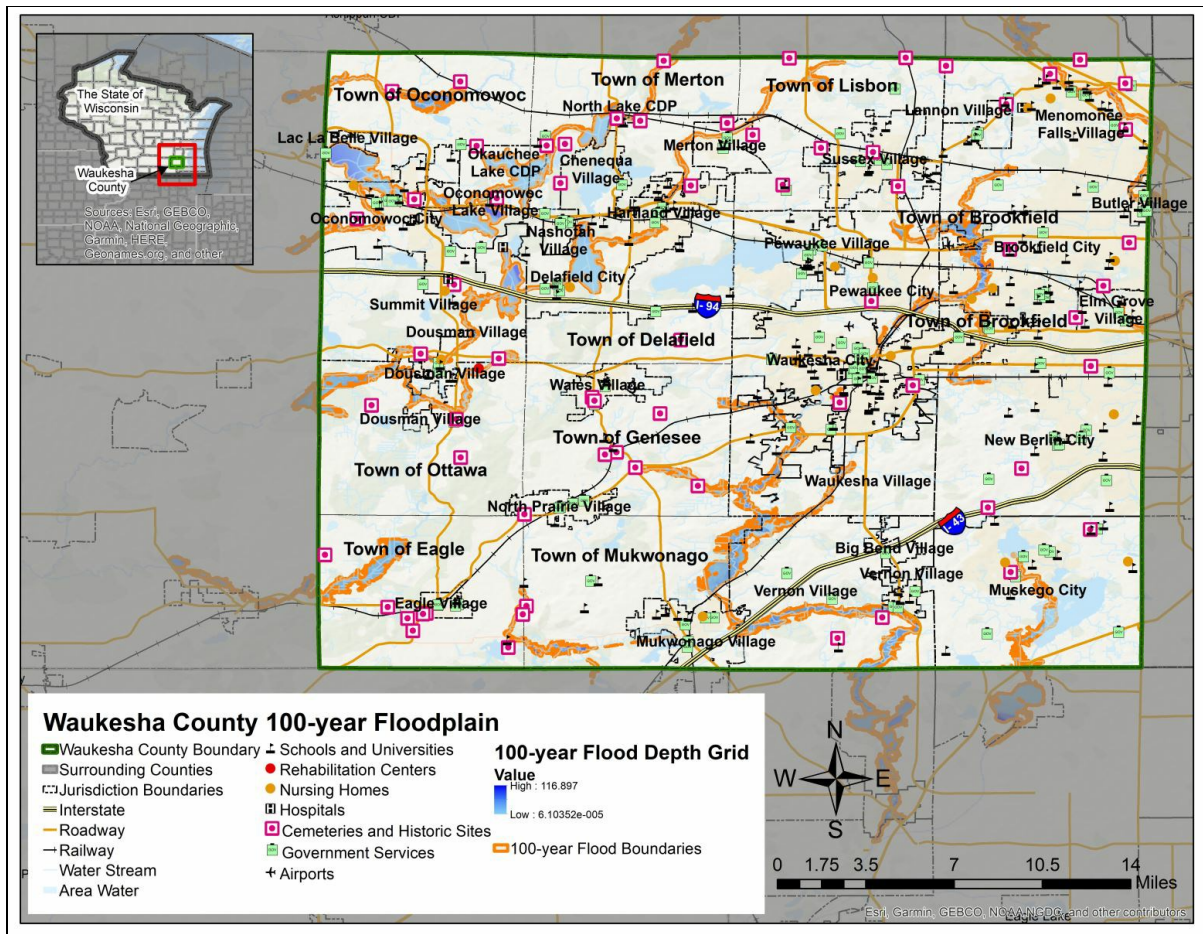 The State of
Wisconsin
Waukesha
County
Sources: Esri, GEBCO,
NOAA, National Geographic,
Garmin, HERE,
Geonames.org, and other
Town of Oconomowoc
Town of Merton
Town of Lisbon
North Lake CDP
Lannon Village
Menomonee
Falls Village
Lac La Belle Village
Okauchee
Lake CDP
Chenequa
Village
Merton Village
Sussex Village
Oconomowoc
Lake Village
Oconomowoc City
Hartland Village
Town of Brookfield
Butler Village
Nashotah
Village
Pewaukee Village
Brookfield City
Delafield City
Summit Village
Pewaukee City
Elm Grove
Village
I-94
Dousman Village
Town of Delafield
Town of Brookfield
Dousman Village
Waukesha City
Wales Village
Dousman Village
Town of Genesee
New Berlin City
Town of Ottawa
Waukesha Village
North Prairie Village
I-43
Town of Eagle
Town of Mukwonago
Big Bend Village
Vernon Village
Vernon Village
Muskego City
Eagle Village
Mukwonago Village
Waukesha County 100-year Floodplain
Waukesha County Boundary
Surrounding Counties
Jurisdiction Boundaries
Interstate
Roadway
Railway
Water Stream
Area Water
Schools and Universities
Rehabilitation Centers
Nursing Homes
Hospitals
Cemeteries and Historic Sites
Government Services
Airports
100-year Flood Depth Grid
Value
High : 116.897
Low : 6.10352e-005
100-year Flood Boundaries
N
W E
S
0 1.75 3.5 7 10.5 14
Miles
Esri, Garmin, GEBCO, NOAA NGDC, and other contributors
Eagle Lake